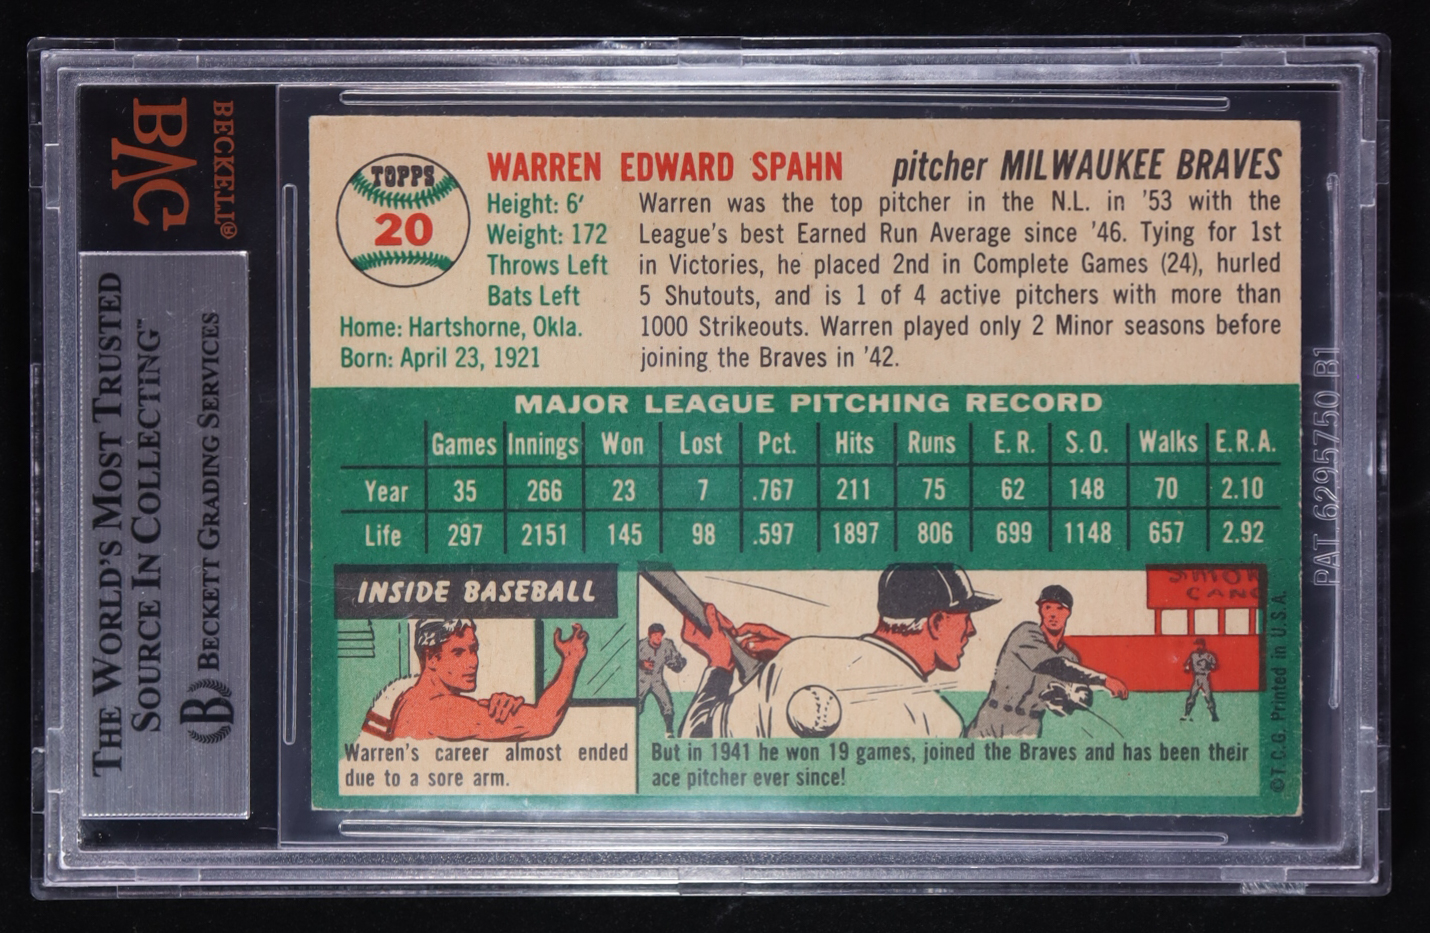 BECKETT®
BVG
THE WORLD'S MOST TRUSTED
SOURCE IN COLLECTING™
BECKETT GRADING SERVICES
B
TOPPS
20
WARREN EDWARD SPAHN
pitcher MILWAUKEE BRAVES
Height: 6'
Weight: 172
Throws Left
Bats Left
Home: Hartshorne, Okla.
Born: April 23, 1921
Warren was the top pitcher in the N.L. in '53 with the
League's best Earned Run Average since '46. Tying for 1st
in Victories, he placed 2nd in Complete Games (24), hurled
5 Shutouts, and is 1 of 4 active pitchers with more than
1000 Strikeouts. Warren played only 2 Minor seasons before
joining the Braves in '42.
MAJOR LEAGUE PITCHING RECORD
Games Innings Won Lost Pct. Hits Runs E.R. S.O. Walks E.R.A.
Year 35 266 23 7 .767 211 75 62 148 70 2.10
Life 297 2151 145 98 .597 1897 806 699 1148 657 2.92
INSIDE BASEBALL
Warren's career almost ended
due to a sore arm.
But in 1941 he won 19 games, joined the Braves and has been their
ace pitcher ever since!
CANC
©T.C.G. Printed in U.S.A.
PAT 6295750 B1